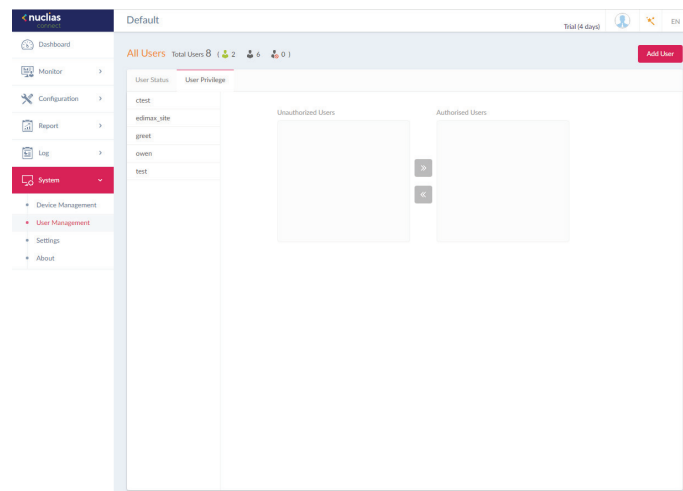 nuclias
connect
Default
Trial (4 days)
EN
Dashboard
Monitor
Configuration
Report
Log
System
Device Management
User Management
Settings
About
All Users Total Users 8 ( 2 6 0 )
Add User
User Status User Privilege
ctest
edimax_site
greet
owen
test
Unauthorized Users
Authorised Users